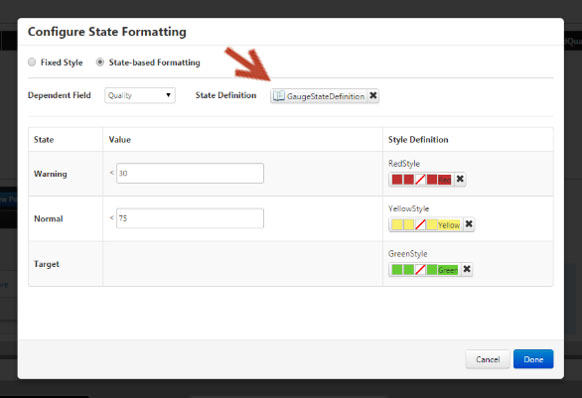 Configure State Formatting
Fixed Style State-based Formatting
Dependent Field Quality State Definition GaugeStateDefinition
State Value Style Definition
Warning < 30 RedStyle
Normal < 75 YellowStyle
Yellow
Target GreenStyle
Green
Cancel Done